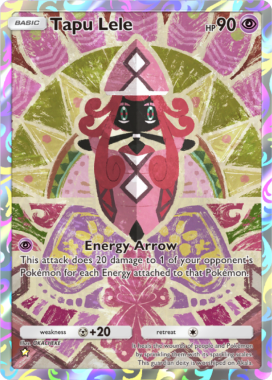 BASIC Tapu Lele HP 90
Energy Arrow
This attack does 20 damage to 1 of your opponent's
Pokémon for each Energy attached to that Pokémon.
weakness +20 retreat